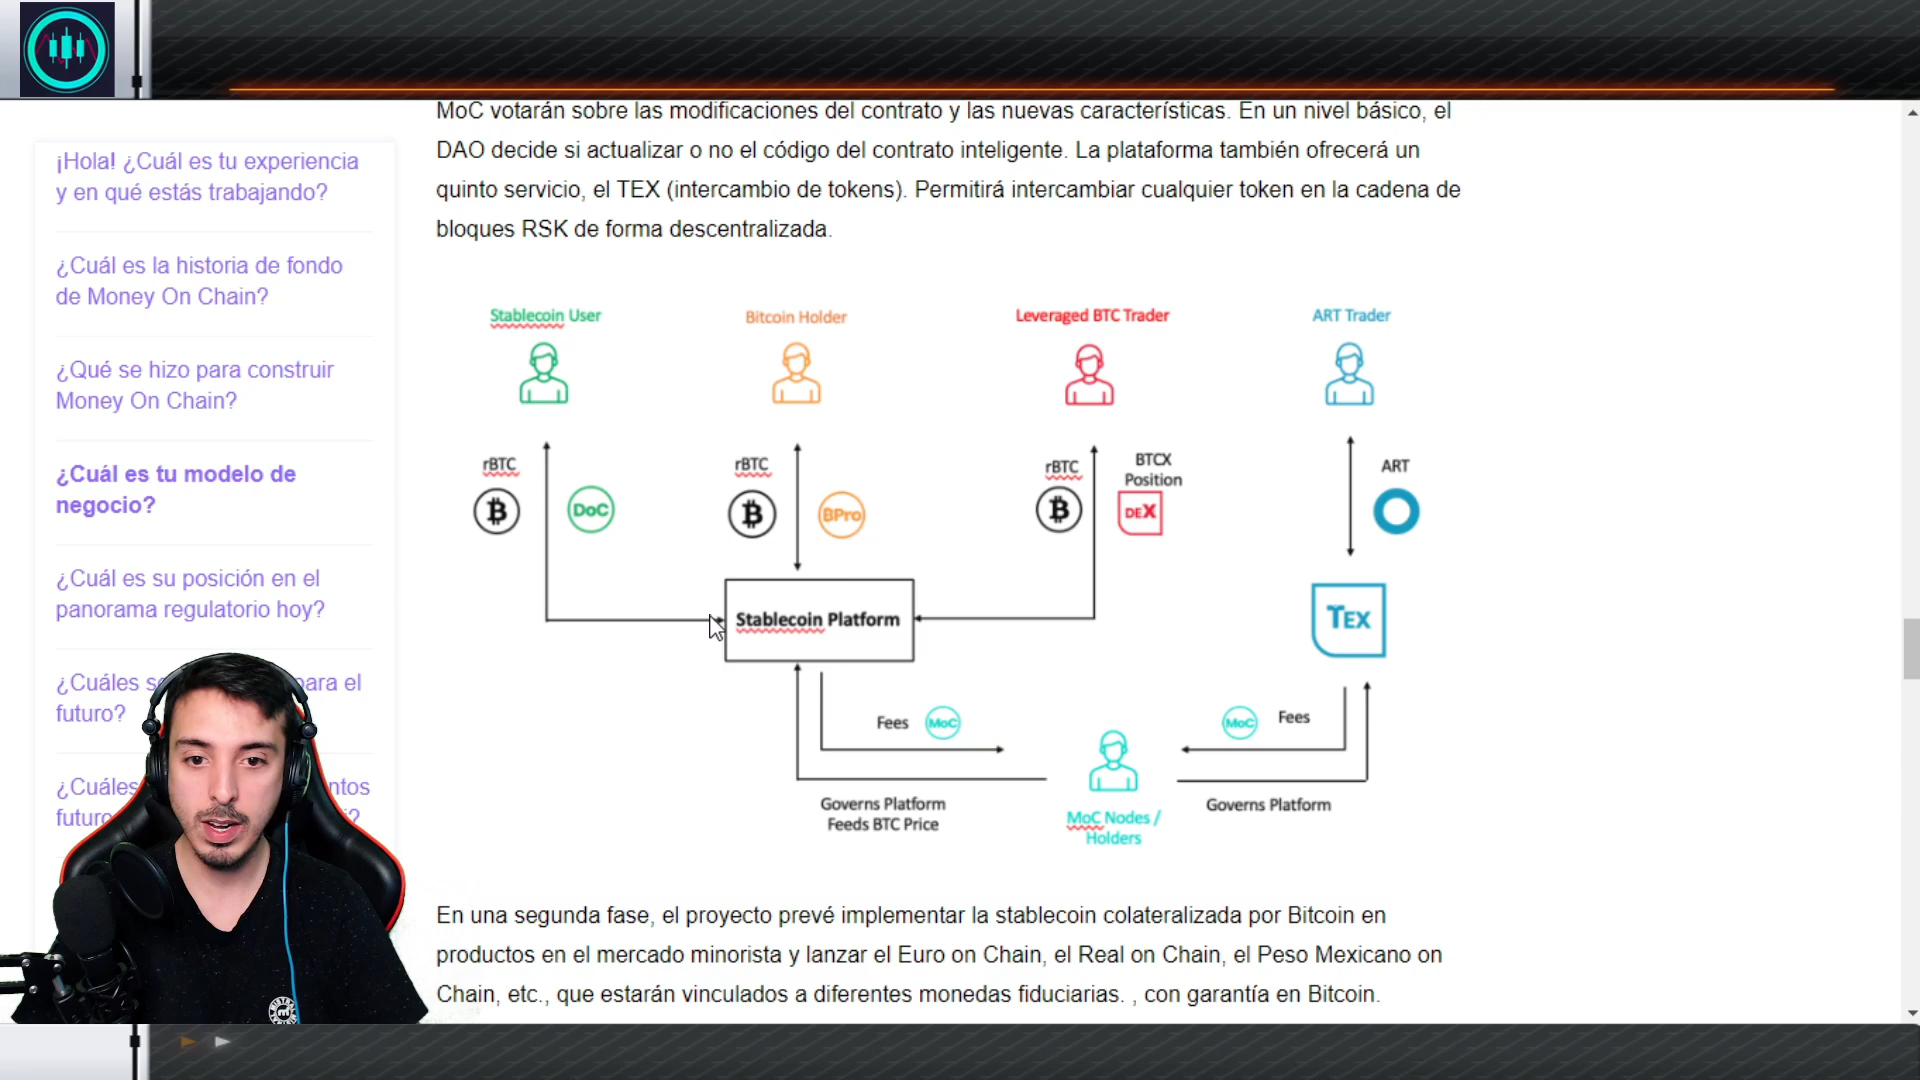 MoC votarán sobre las modificaciones del contrato y las nuevas características. En un nivel básico, el
DAO decide si actualizar o no el código del contrato inteligente. La plataforma también ofrecerá un
quinto servicio, el TEX (intercambio de tokens). Permitirá intercambiar cualquier token en la cadena de
bloques RSK de forma descentralizada.
¡Hola! ¿Cuál es tu experiencia
y en qué estás trabajando?
¿Cuál es la historia de fondo
de Money On Chain?
¿Qué se hizo para construir
Money On Chain?
¿Cuál es tu modelo de
negocio?
¿Cuál es su posición en el
panorama regulatorio hoy?
¿Cuáles para el
futuro?
¿Cuáles
Stablecoin User
Bitcoin Holder
Leveraged BTC Trader
ART Trader
rBTC
DoC
rBTC
BPro
rBTC
BTCX
Position
DEX
ART
Stablecoin Platform
TEX
Fees MoC
MoC Fees
Governs Platform
Feeds BTC Price
MoC Nodes /
Holders
Governs Platform
En una segunda fase, el proyecto prevé implementar la stablecoin colateralizada por Bitcoin en
productos en el mercado minorista y lanzar el Euro on Chain, el Real on Chain, el Peso Mexicano on
Chain, etc., que estarán vinculados a diferentes monedas fiduciarias. , con garantía en Bitcoin.